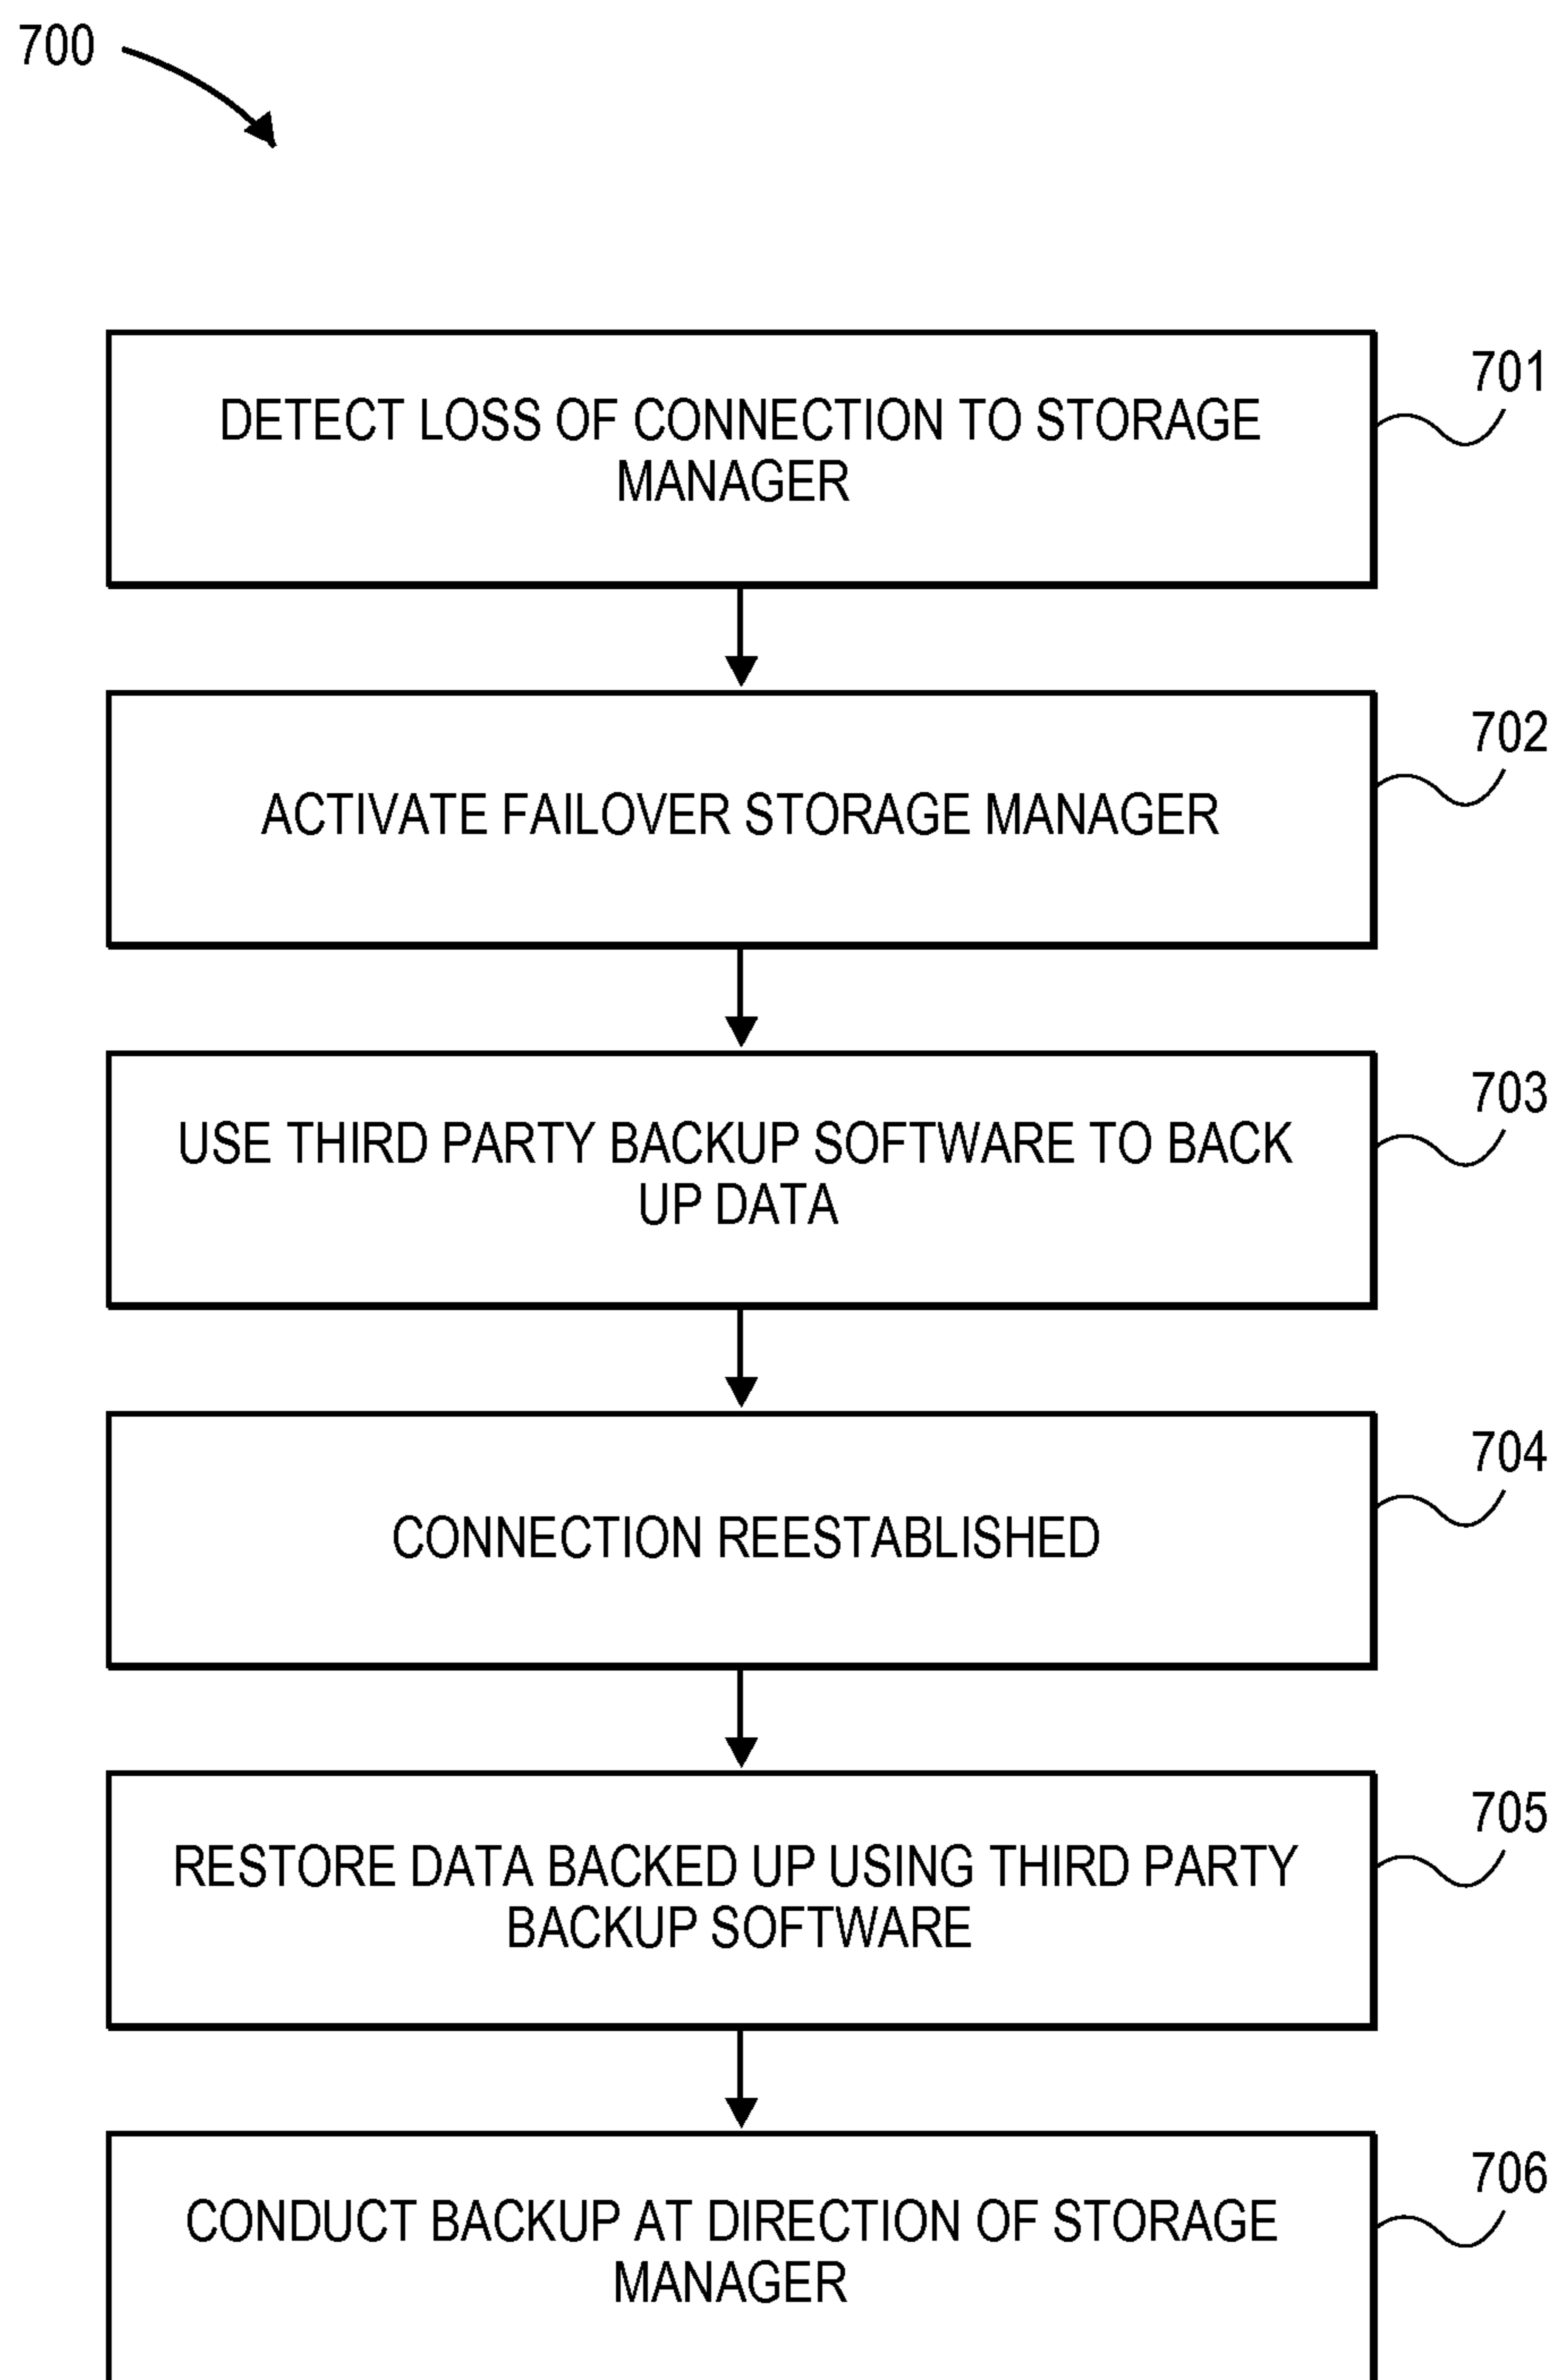 700
701
DETECT LOSS OF CONNECTION TO STORAGE
MANAGER
702
ACTIVATE FAILOVER STORAGE MANAGER
703
USE THIRD PARTY BACKUP SOFTWARE TO BACK
UP DATA
704
CONNECTION REESTABLISHED
705
RESTORE DATA BACKED UP USING THIRD PARTY
BACKUP SOFTWARE
706
CONDUCT BACKUP AT DIRECTION OF STORAGE
MANAGER